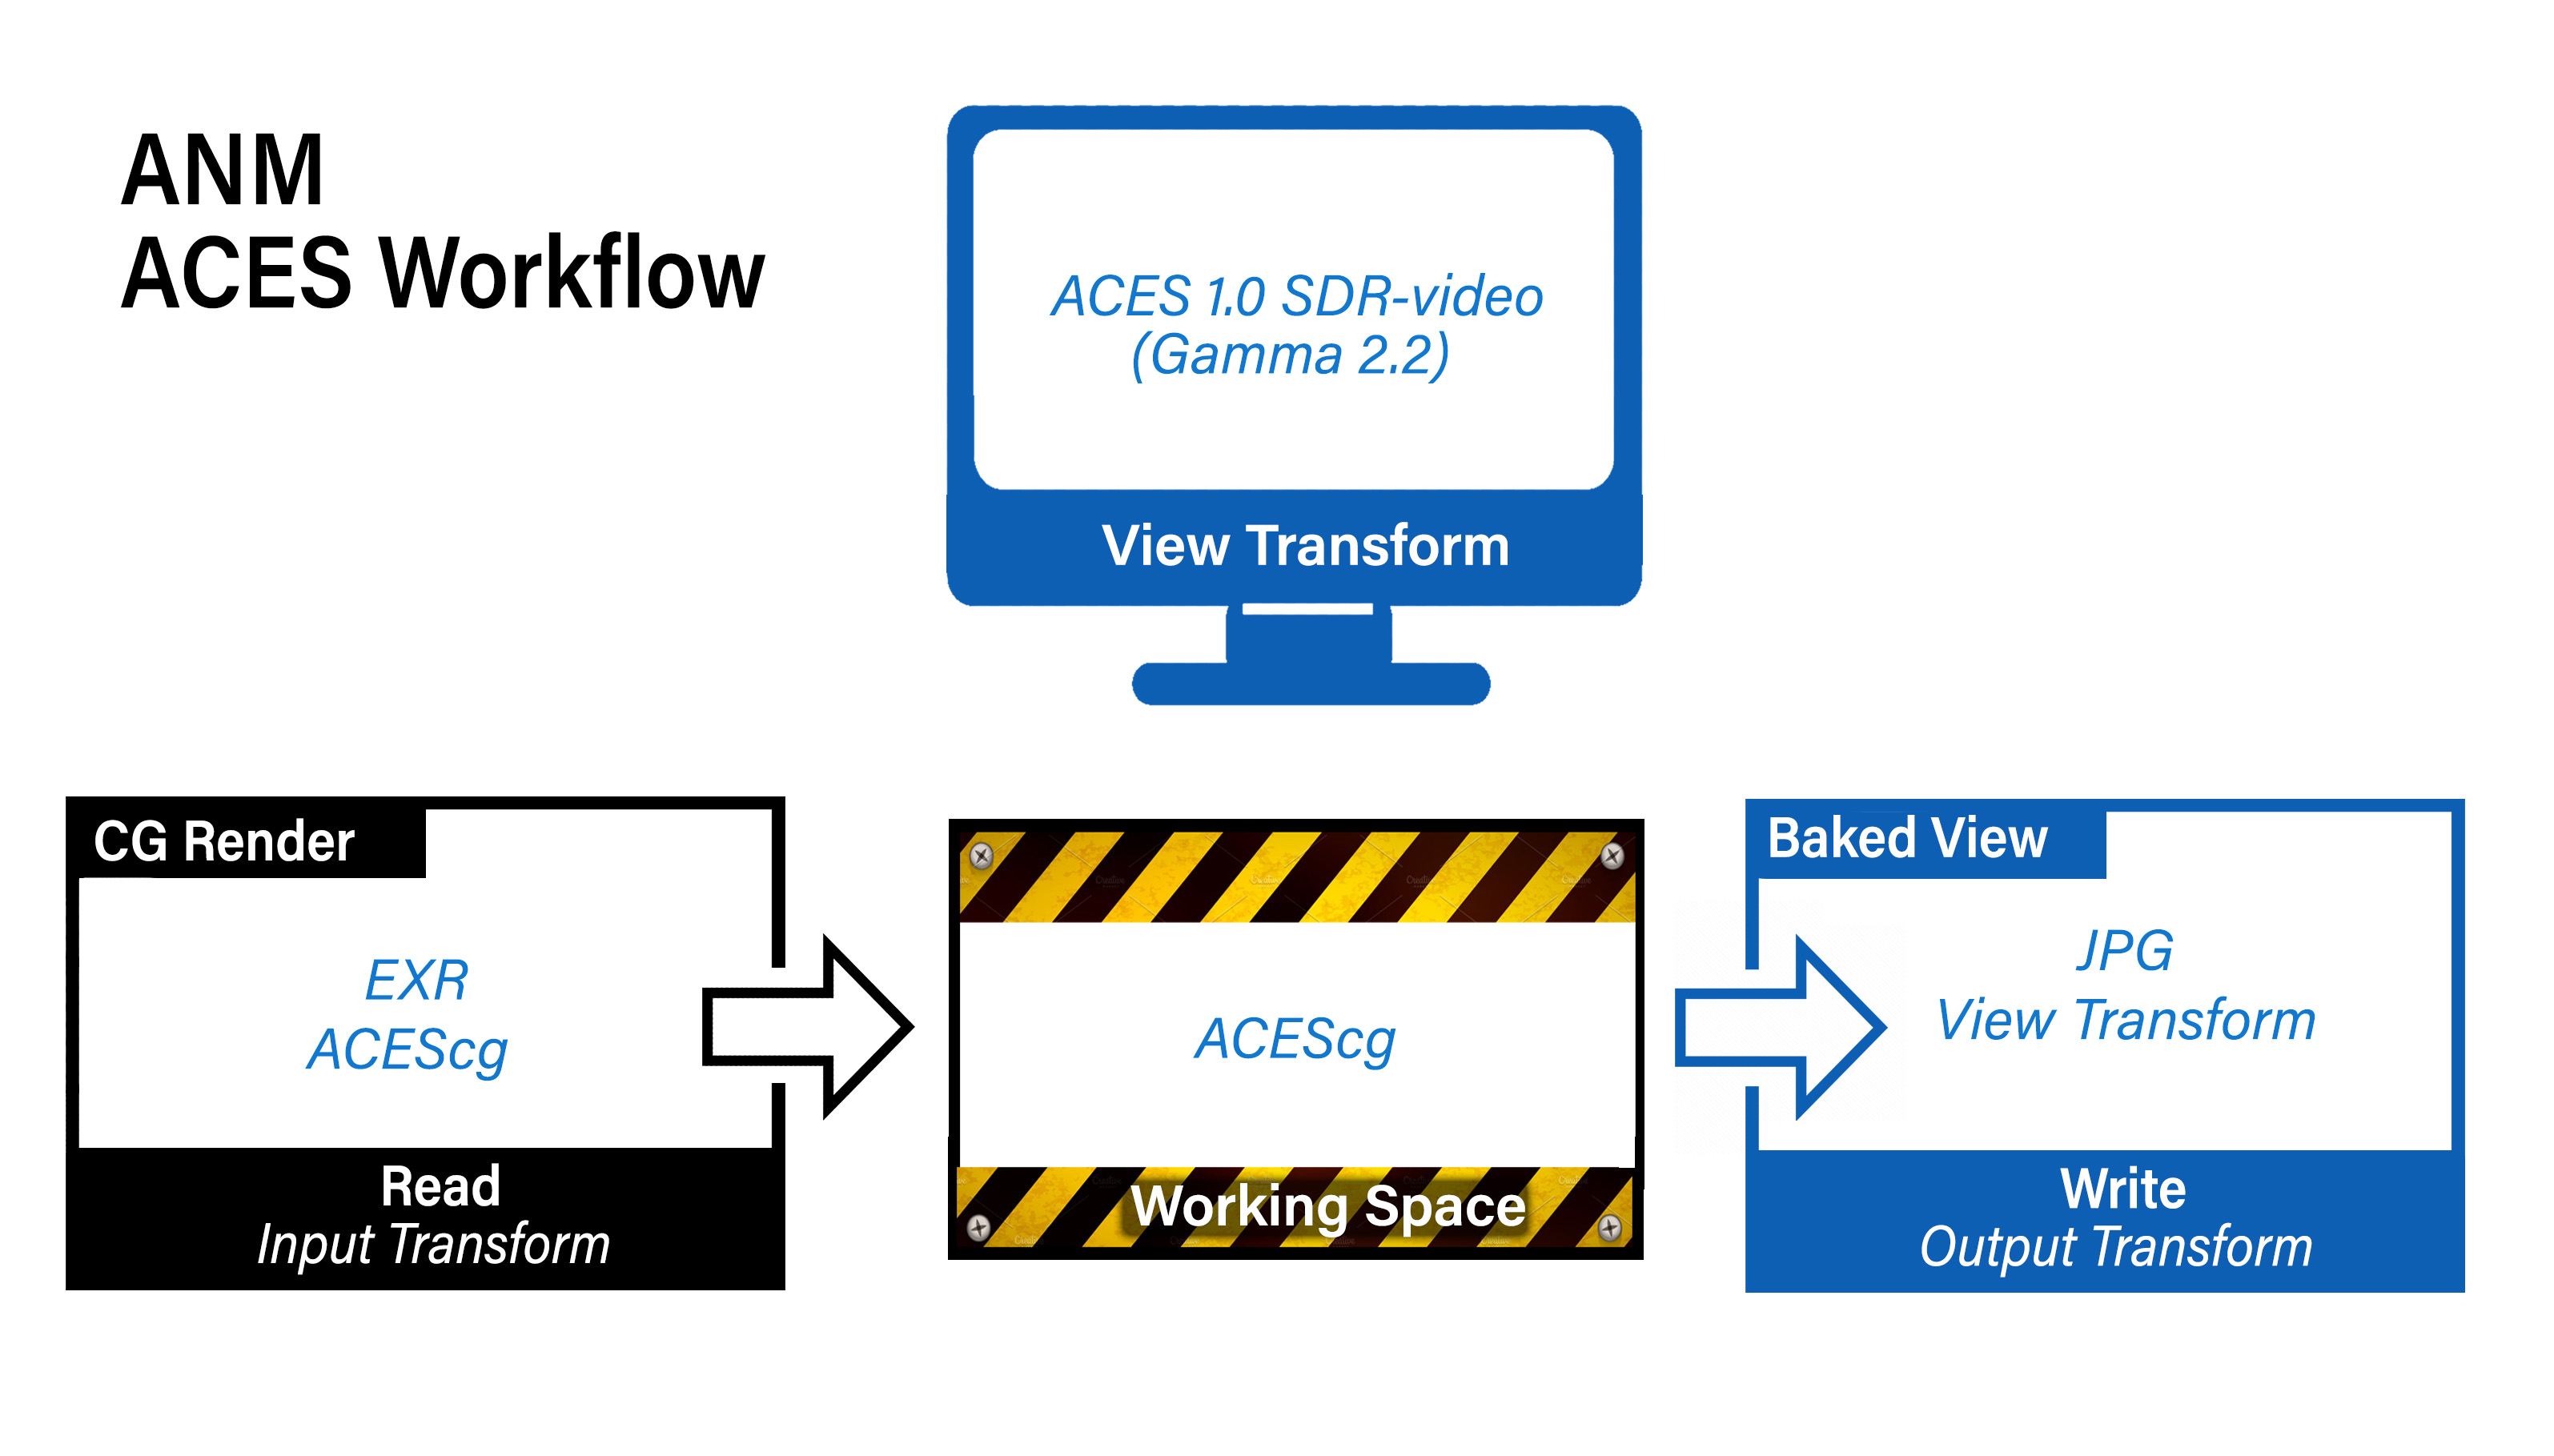 ANM
ACES Workflow
ACES 1.0 SDR-video
(Gamma 2.2)
View Transform
CG Render
EXR
ACEScg
Read
Input Transform
ACEScg
Working Space
Baked View
JPG
View Transform
Write
Output Transform